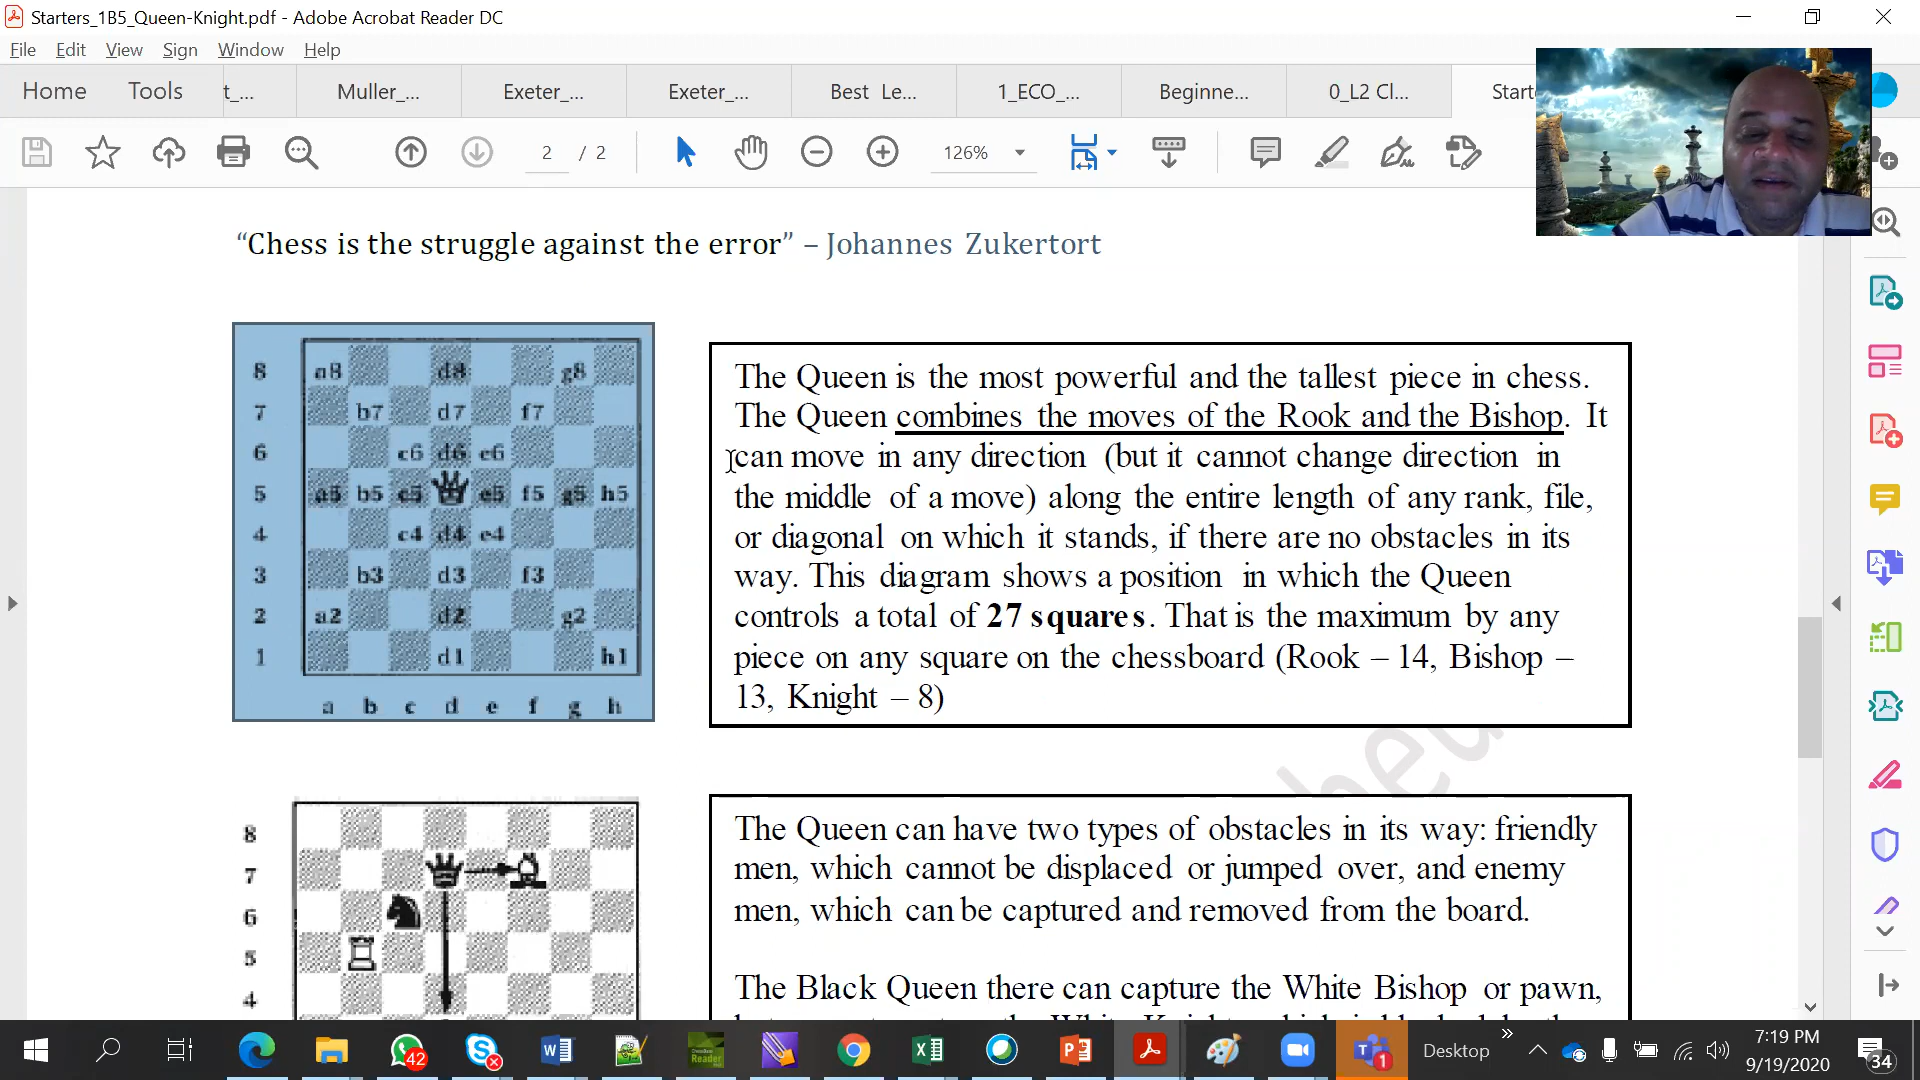 Starters_1B5_Queen-Knight.pdf - Adobe Acrobat Reader DC
File Edit View Sign Window Help
Home Tools t_... Muller_... Exeter_... Exeter_... Best Le... 1_ECO_... Beginne... 0_L2 Cl... Starte
2 / 2 126%
“Chess is the struggle against the error” – Johannes Zukertort
8 a8 d8 g8
7 b7 d7 f7
6 c6 d6 e6
5 a5 b5 c5 e5 f5 g5 h5
4 c4 d4 e4
3 b3 d3 f3
2 a2 d2 g2
1 d1 h1
a b c d e f g h
The Queen is the most powerful and the tallest piece in chess.
The Queen combines the moves of the Rook and the Bishop. It
can move in any direction (but it cannot change direction in
the middle of a move) along the entire length of any rank, file,
or diagonal on which it stands, if there are no obstacles in its
way. This diagram shows a position in which the Queen
controls a total of 27 squares. That is the maximum by any
piece on any square on the chessboard (Rook – 14, Bishop –
13, Knight – 8)
8
7
6
5
4
The Queen can have two types of obstacles in its way: friendly
men, which cannot be displaced or jumped over, and enemy
men, which can be captured and removed from the board.
The Black Queen there can capture the White Bishop or pawn,
42
Reader
1
Desktop
7:19 PM
9/19/2020
34